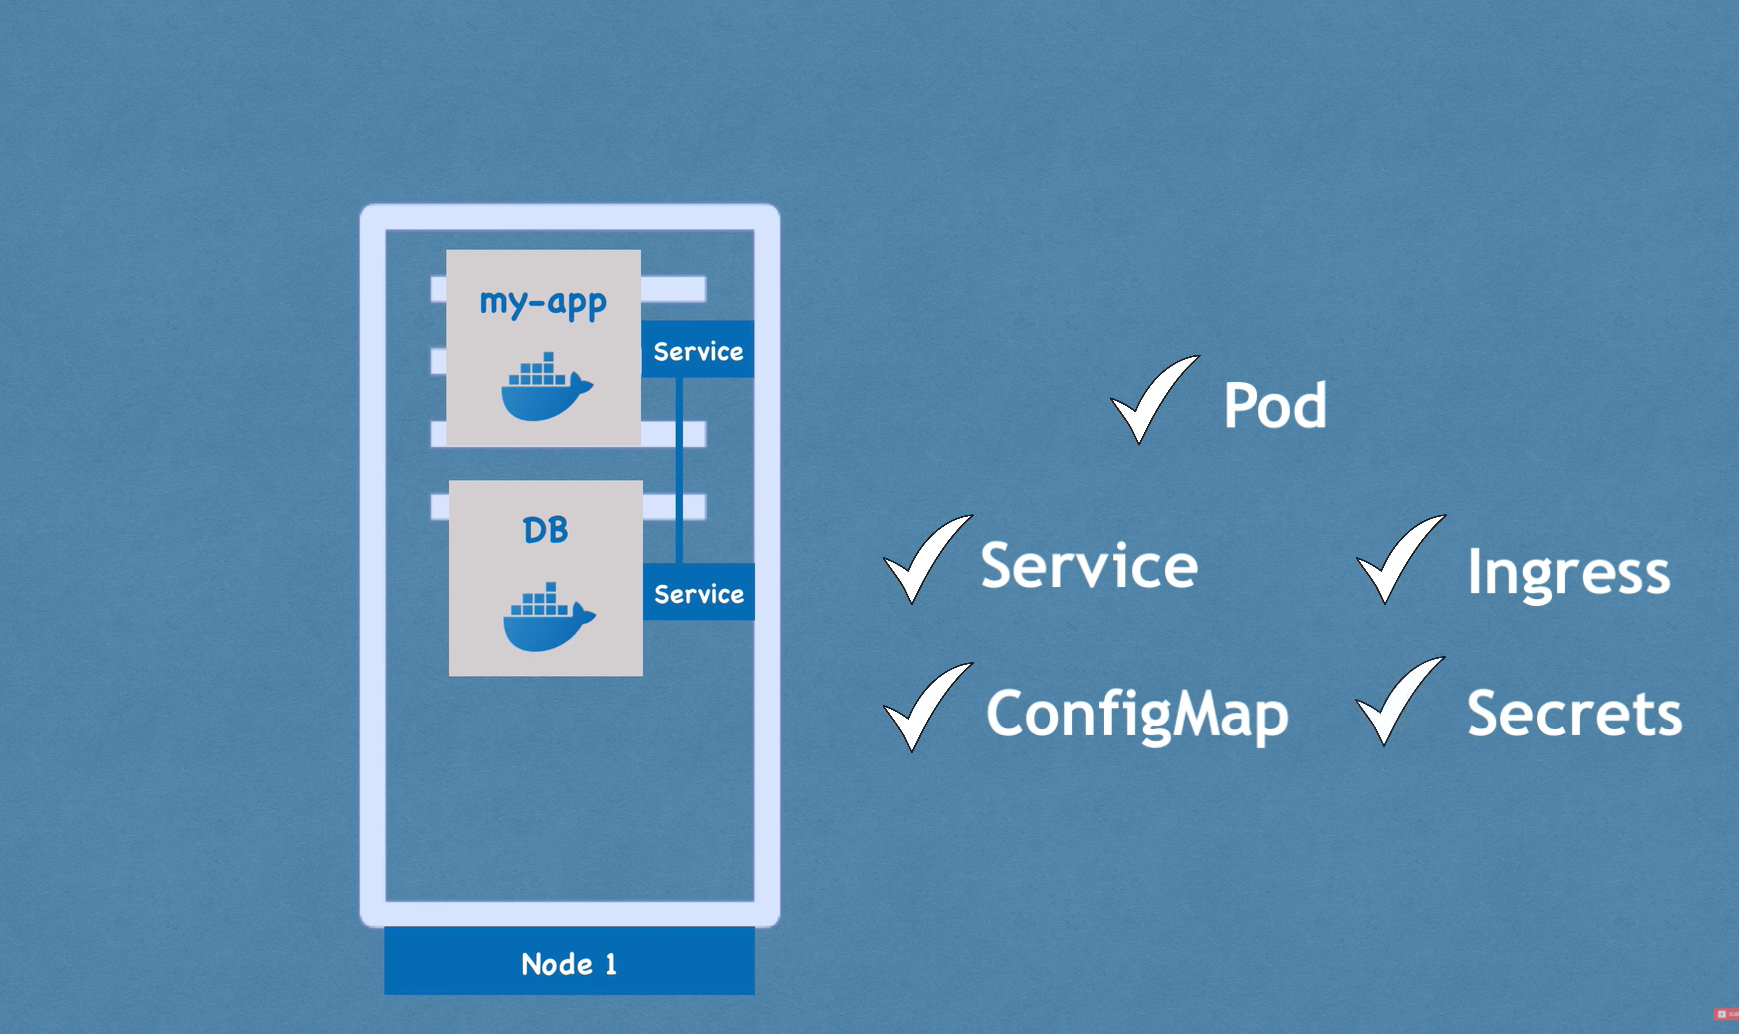 my-app
Service
DB
Service
Node 1
Pod
Service
Ingress
ConfigMap
Secrets